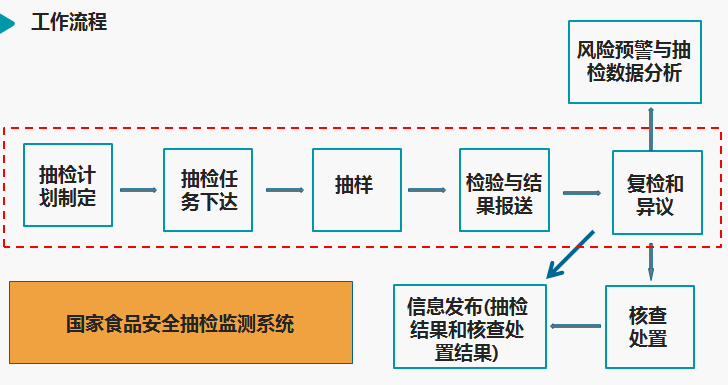 工作流程
风险预警与抽
检数据分析
抽检计
划制定
抽检任
务下达
抽样
检验与结
果报送
复检和
异议
国家食品安全抽检监测系统
信息发布(抽检
结果和核查处
置结果)
核查
处置